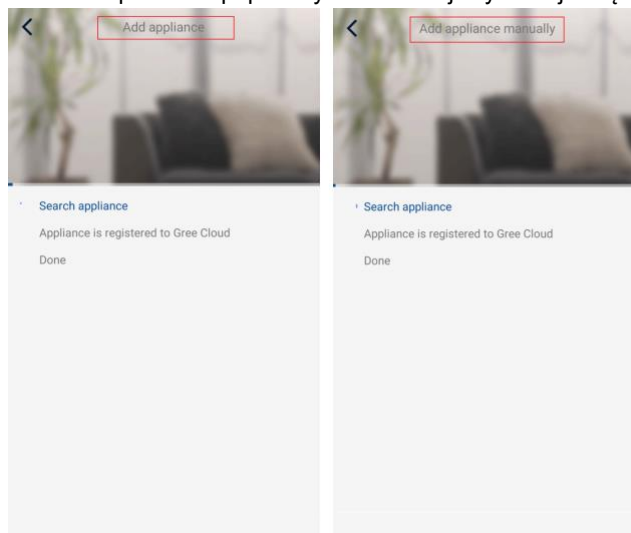 Add appliance
Search appliance
Appliance is registered to Gree Cloud
Done
Add appliance manually
Search appliance
Appliance is registered to Gree Cloud
Done